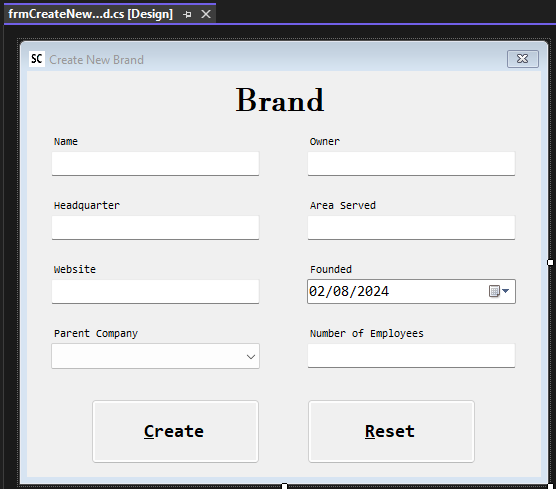 frmCreateNew...d.cs [Design]
SC Create New Brand
Brand
Name
Owner
Headquarter
Area Served
Website
Founded
02/08/2024
Parent Company
Number of Employees
Create
Reset